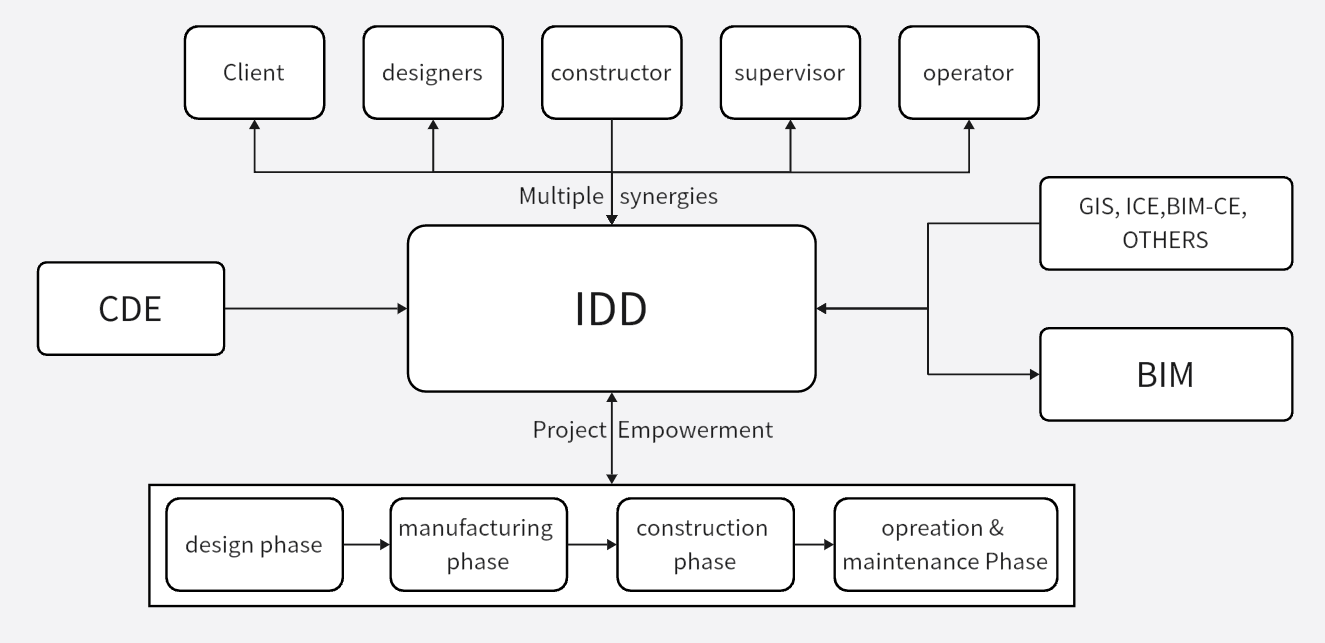 Client
designers
constructor
supervisor
operator
Multiple synergies
GIS, ICE,BIM-CE,
OTHERS
CDE
IDD
BIM
Project Empowerment
design phase
manufacturing
phase
construction
phase
opreation &
maintenance Phase